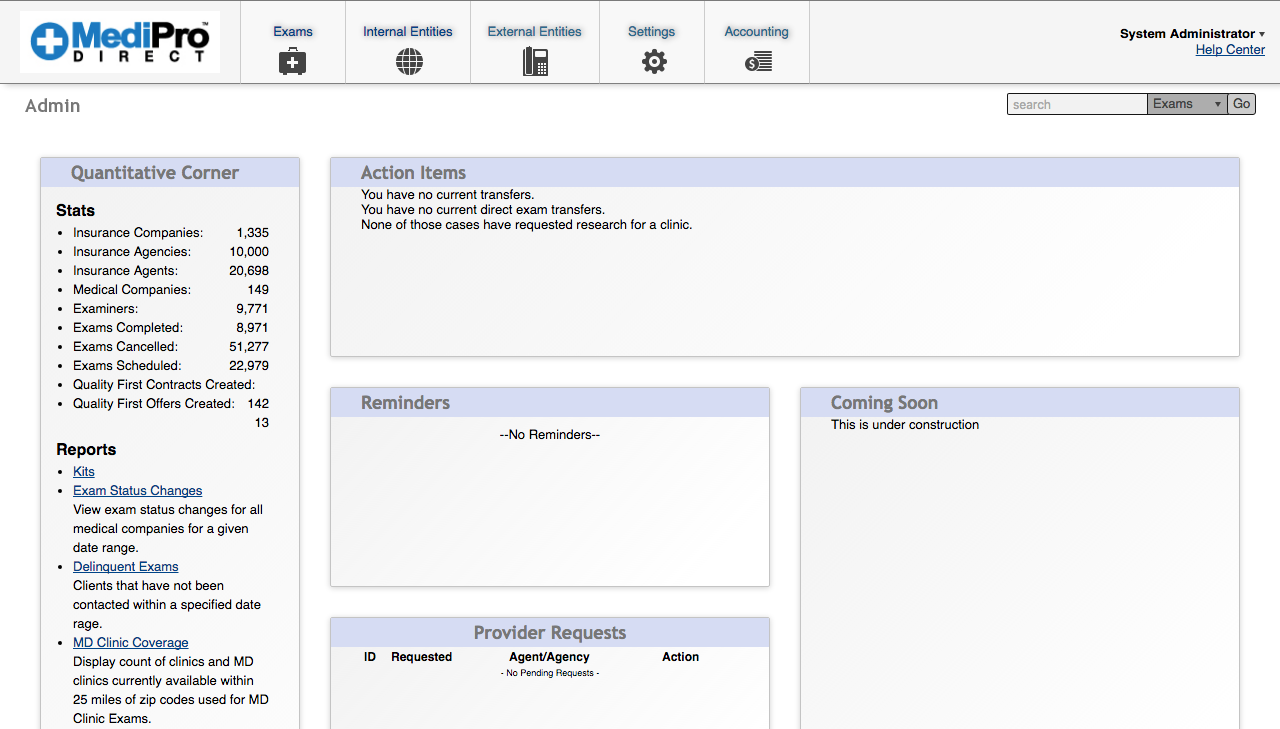 MediPro™
DIRECT
Exams
Internal Entities
External Entities
Settings
Accounting
System Administrator
Help Center
Admin
search
Exams
Go
Quantitative Corner
Stats
Insurance Companies: 1,335
Insurance Agencies: 10,000
Insurance Agents: 20,698
Medical Companies: 149
Examiners: 9,771
Exams Completed: 8,971
Exams Cancelled: 51,277
Exams Scheduled: 22,979
Quality First Contracts Created:
Quality First Offers Created: 142
13
Reports
Kits
Exam Status Changes
View exam status changes for all
medical companies for a given
date range.
Delinquent Exams
Clients that have not been
contacted within a specified date
rage.
MD Clinic Coverage
Display count of clinics and MD
clinics currently available within
25 miles of zip codes used for MD
Clinic Exams.
Action Items
You have no current transfers.
You have no current direct exam transfers.
None of those cases have requested research for a clinic.
Reminders
--No Reminders--
Coming Soon
This is under construction
Provider Requests
ID Requested Agent/Agency Action
- No Pending Requests -